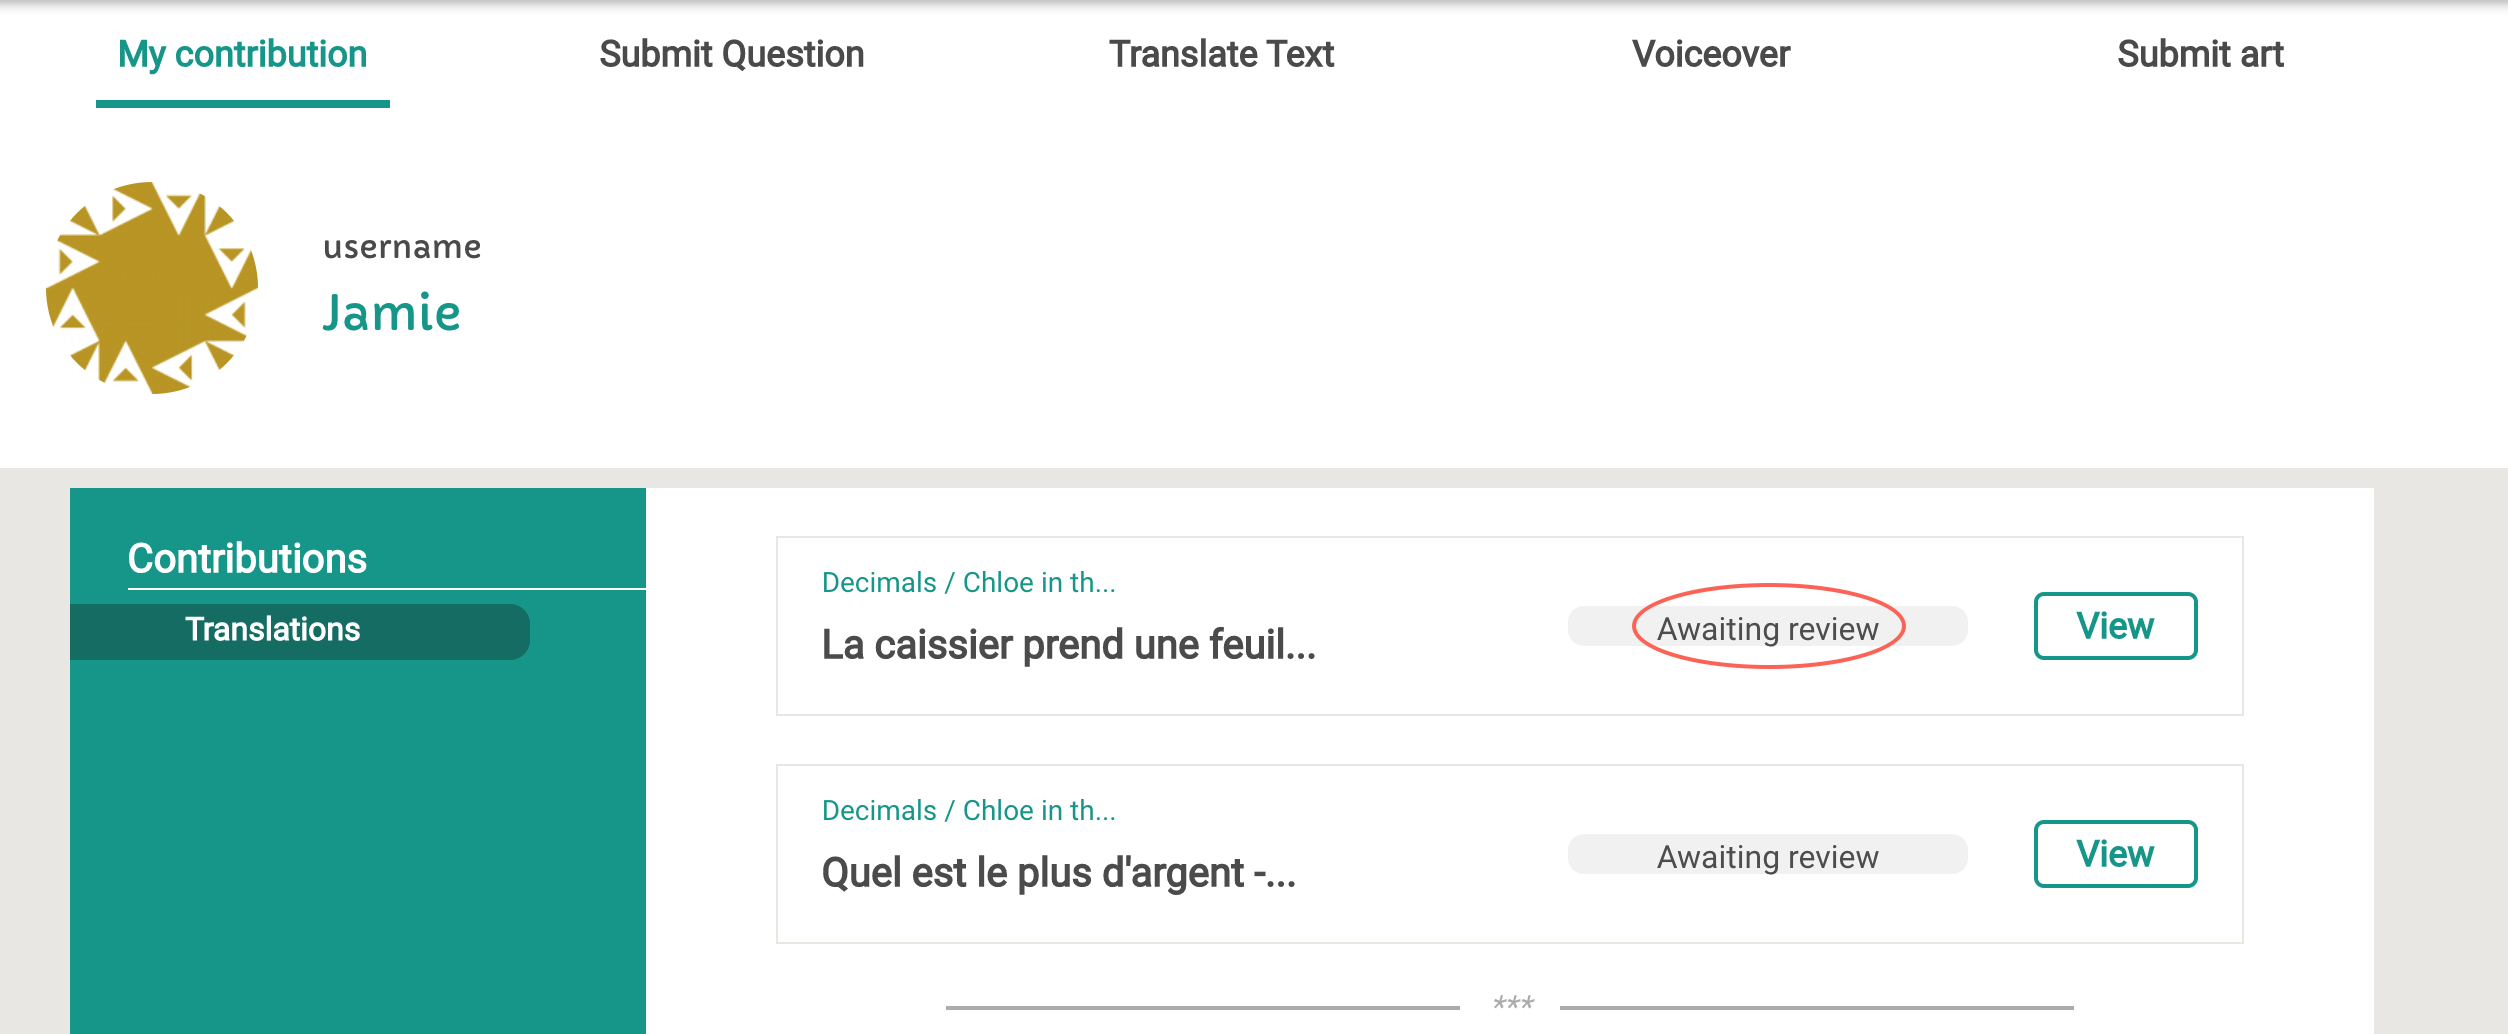 My contribution
Submit Question
Translate Text
Voiceover
Submit art
username
Jamie
Contributions
Translations
Decimals / Chloe in th...
La caissier prend une feuil...
Awaiting review
View
Decimals / Chloe in th...
Quel est le plus d'argent -...
Awaiting review
View
***